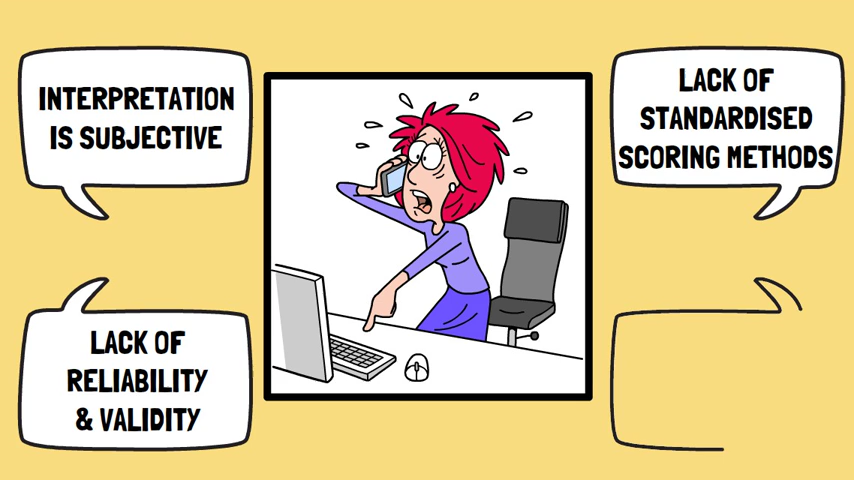 INTERPRETATION
IS SUBJECTIVE
LACK OF
STANDARDISED
SCORING METHODS
LACK OF
RELIABILITY
& VALIDITY